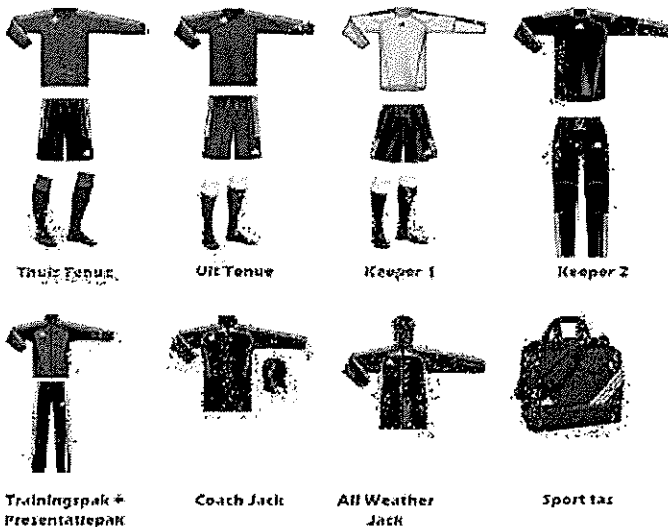 Thuis Tenue
Uit Tenue
Keeper 1
Keeper 2
Trainingspak +
Presentatiepak
Coach Jack
All Weather
Jack
Sport tas